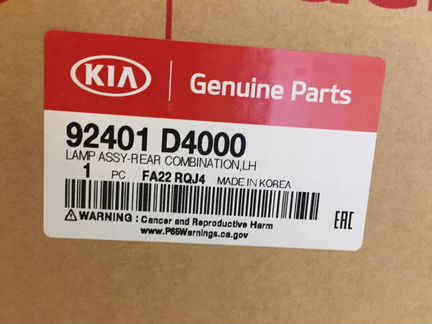 KIA
Genuine Parts
92401 D4000
LAMP ASSY-REAR COMBINATION,LH
1 PC FA22 RQJ4 MADE IN KOREA
⚠WARNING : Cancer and Reproductive Harm
www.P65Warnings.ca.gov
EAC